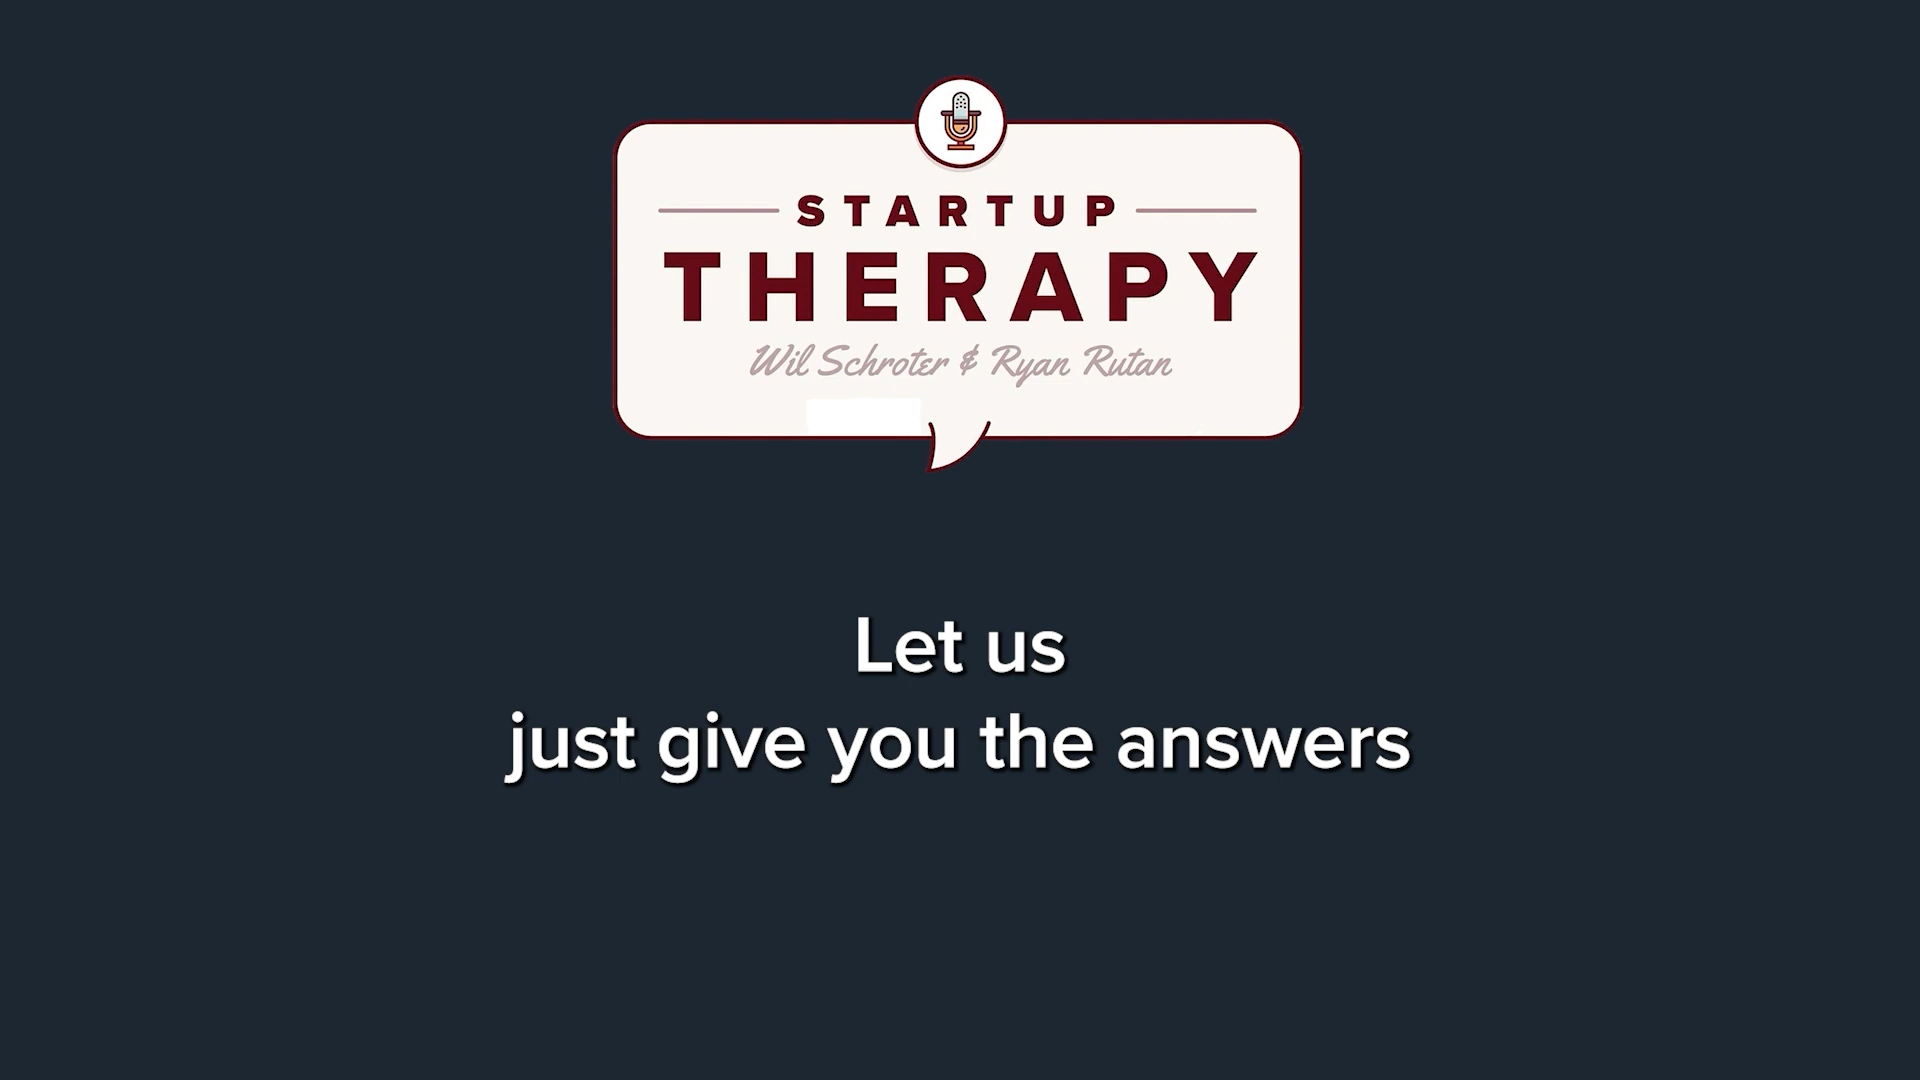 STARTUP
THERAPY
Wil Schroter & Ryan Rutan
Let us
just give you the answers